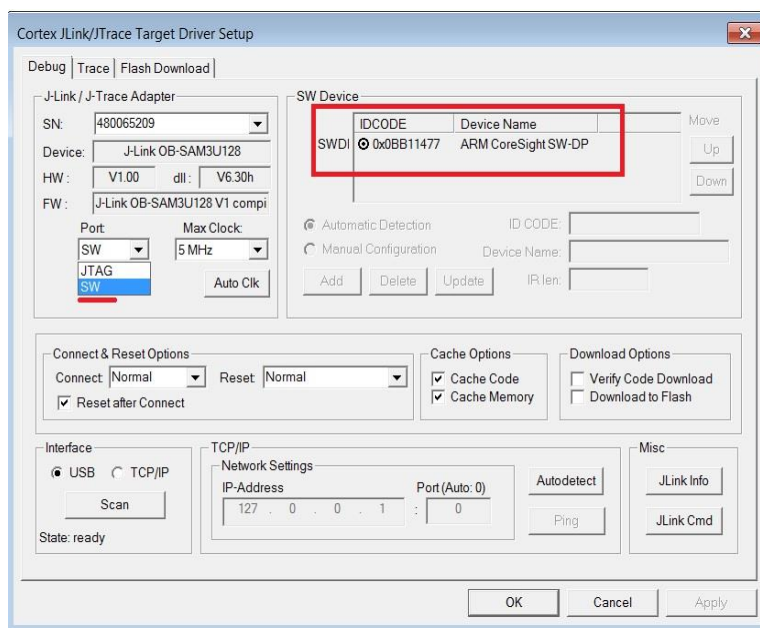 Cortex JLink/JTrace Target Driver Setup
Debug Trace Flash Download
J-Link / J-Trace Adapter
SN: 480065209
Device: J-Link OB-SAM3U128
HW : V1.00 dll : V6.30h
FW : J-Link OB-SAM3U128 V1 compi
Port: Max Clock:
SW 5 MHz
JTAG
SW
Auto Clk
SW Device
IDCODE Device Name
SWDI 0x0BB11477 ARM CoreSight SW-DP
Move
Up
Down
Automatic Detection ID CODE:
Manual Configuration Device Name:
Add Delete Update IR len:
Connect & Reset Options
Connect: Normal Reset: Normal
Reset after Connect
Cache Options
Cache Code
Cache Memory
Download Options
Verify Code Download
Download to Flash
Interface
USB TCP/IP
Scan
State: ready
TCP/IP
Network Settings
IP-Address Port (Auto: 0)
127 . 0 . 0 . 1 : 0
Autodetect
Ping
Misc
JLink Info
JLink Cmd
OK Cancel Apply